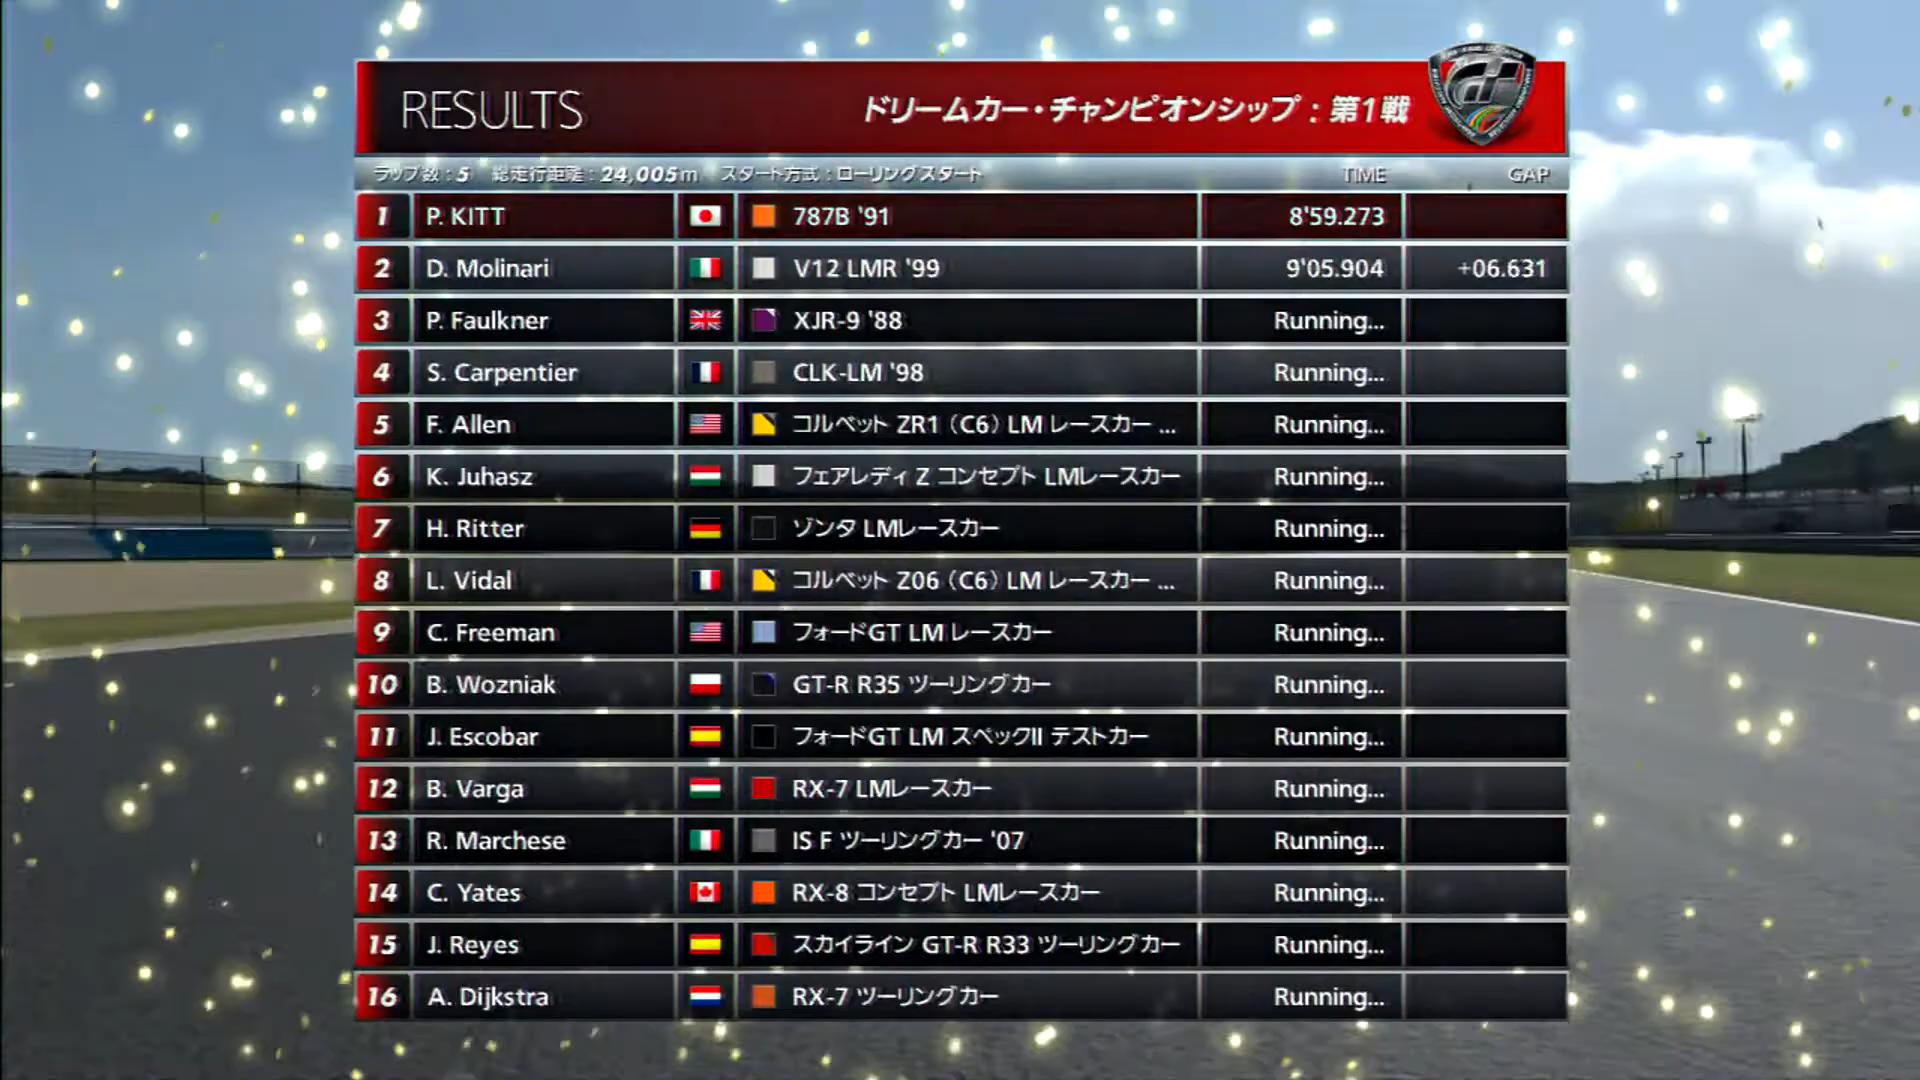 RESULTS
ドリームカー・チャンピオンシップ：第1戦
ラップ数：5 総走行距離：24,005m スタート方式：ローリングスタート TIME GAP
1 P. KITT 787B '91 8'59.273
2 D. Molinari V12 LMR '99 9'05.904 +06.631
3 P. Faulkner XJR-9 '88 Running...
4 S. Carpentier CLK-LM '98 Running...
5 F. Allen コルベット ZR1（C6）LM レースカー ... Running...
6 K. Juhasz フェアレディ Z コンセプト LMレースカー Running...
7 H. Ritter ゾンタ LMレースカー Running...
8 L. Vidal コルベット Z06（C6）LM レースカー ... Running...
9 C. Freeman フォードGT LM レースカー Running...
10 B. Wozniak GT-R R35 ツーリングカー Running...
11 J. Escobar フォードGT LM スペックII テストカー Running...
12 B. Varga RX-7 LMレースカー Running...
13 R. Marchese IS F ツーリングカー '07 Running...
14 C. Yates RX-8 コンセプト LMレースカー Running...
15 J. Reyes スカイライン GT-R R33 ツーリングカー Running...
16 A. Dijkstra RX-7 ツーリングカー Running...